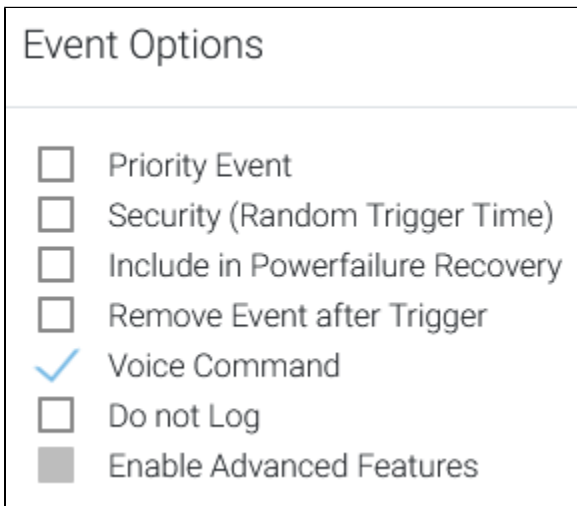 Event Options
Priority Event
Security (Random Trigger Time)
Include in Powerfailure Recovery
Remove Event after Trigger
Voice Command
Do not Log
Enable Advanced Features